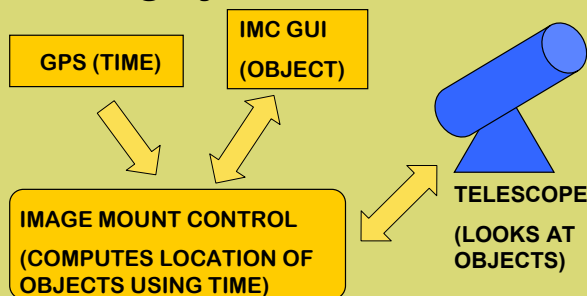 GPS (TIME)
IMC GUI
(OBJECT)
TELESCOPE
(LOOKS AT
OBJECTS)
IMAGE MOUNT CONTROL
(COMPUTES LOCATION OF
OBJECTS USING TIME)